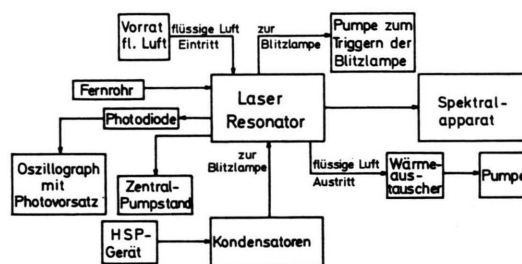 Vorrat
fl. Luft
flüssige Luft
Eintritt
zur
Blitzlampe
Pumpe zum
Triggern der
Blitzlampe
Fernrohr
Laser
Resonator
Spektral-
apparat
Photodiode
Oszillograph
mit
Photovorsatz
Zentral-
Pumpstand
zur
Blitzlampe
flüssige Luft
Austritt
Wärme-
aus-
tauscher
Pumpe
HSP-
Gerät
Kondensatoren